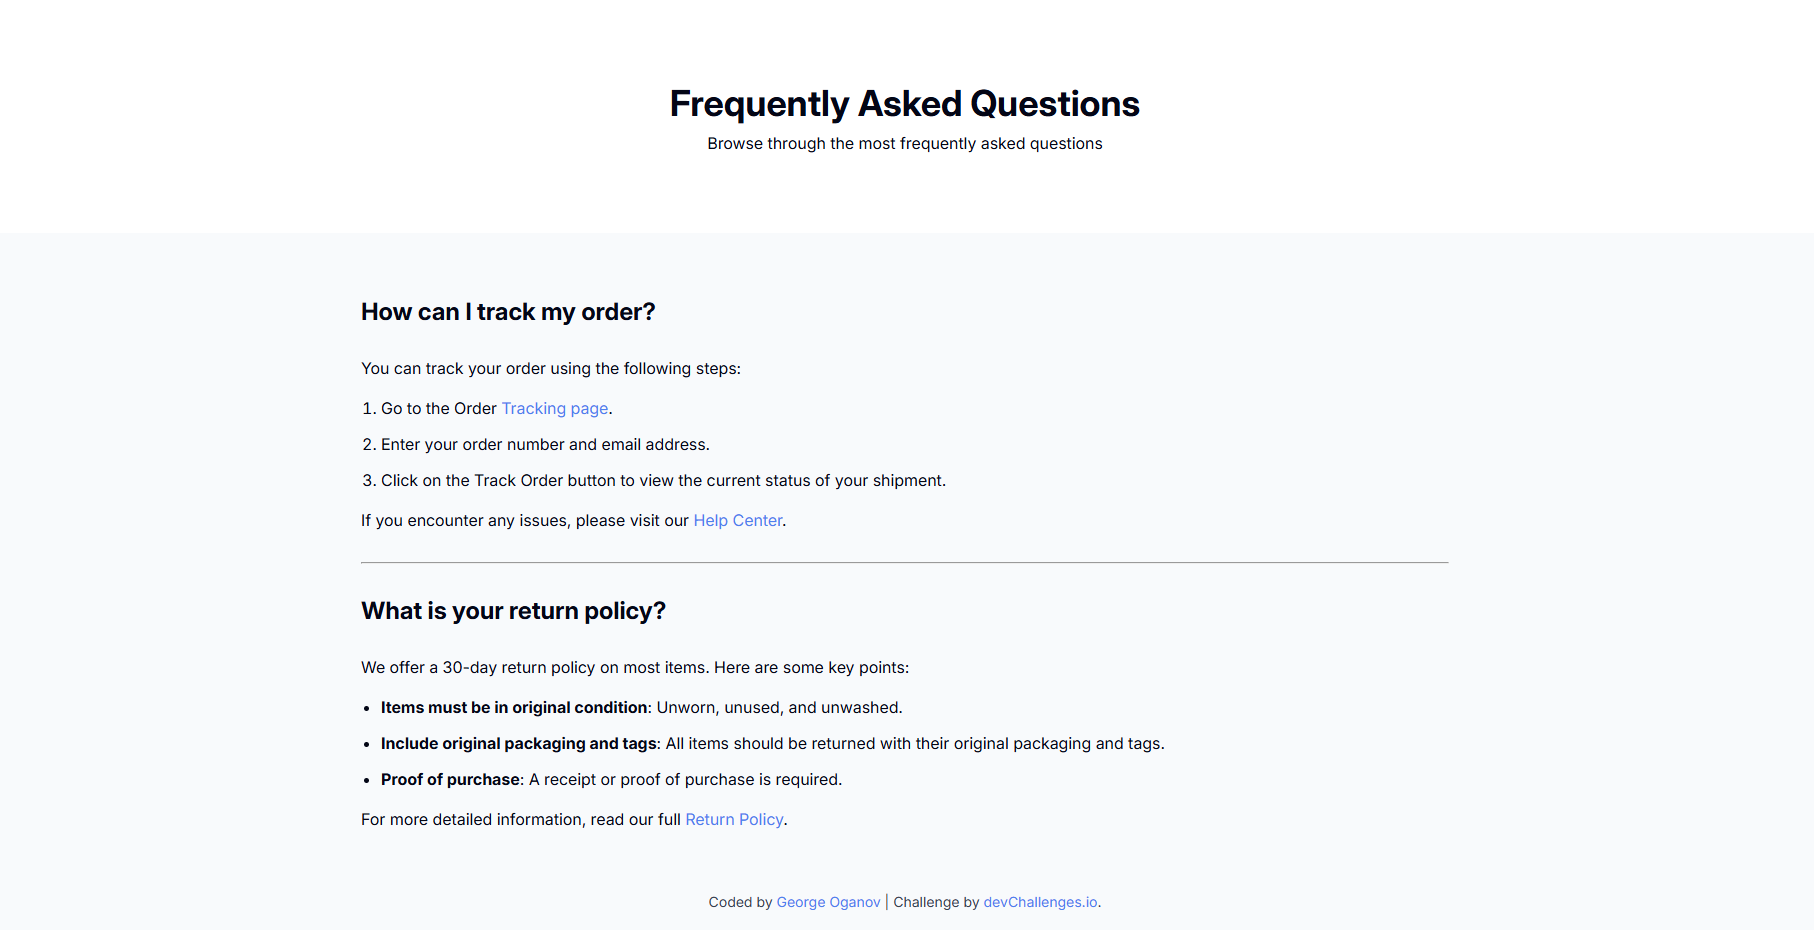 Frequently Asked Questions
Browse through the most frequently asked questions
How can I track my order?
You can track your order using the following steps:
1. Go to the Order Tracking page.
2. Enter your order number and email address.
3. Click on the Track Order button to view the current status of your shipment.
If you encounter any issues, please visit our Help Center.
What is your return policy?
We offer a 30-day return policy on most items. Here are some key points:
• Items must be in original condition: Unworn, unused, and unwashed.
• Include original packaging and tags: All items should be returned with their original packaging and tags.
• Proof of purchase: A receipt or proof of purchase is required.
For more detailed information, read our full Return Policy.
Coded by George Oganov | Challenge by devChallenges.io.